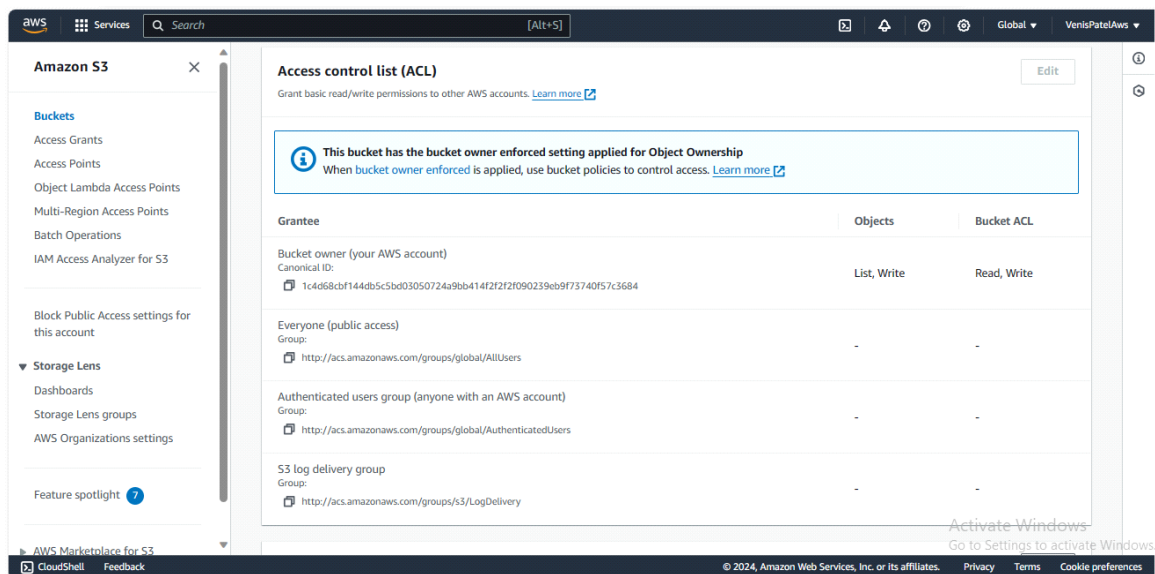 aws
Services
Search [Alt+S]
Global
VenisPatelAws
Amazon S3
Buckets
Access Grants
Access Points
Object Lambda Access Points
Multi-Region Access Points
Batch Operations
IAM Access Analyzer for S3
Block Public Access settings for
this account
Storage Lens
Dashboards
Storage Lens groups
AWS Organizations settings
Feature spotlight 7
AWS Marketplace for S3
Access control list (ACL)
Edit
Grant basic read/write permissions to other AWS accounts. Learn more
This bucket has the bucket owner enforced setting applied for Object Ownership
When bucket owner enforced is applied, use bucket policies to control access. Learn more
Grantee Objects Bucket ACL
Bucket owner (your AWS account)
Canonical ID:
1c4d68cbf144db5c5bd03050724a9bb414f2f2f2f090239eb9f73740f57c3684
List, Write Read, Write
Everyone (public access)
Group:
http://acs.amazonaws.com/groups/global/AllUsers
- -
Authenticated users group (anyone with an AWS account)
Group:
http://acs.amazonaws.com/groups/global/AuthenticatedUsers
- -
S3 log delivery group
Group:
http://acs.amazonaws.com/groups/s3/LogDelivery
- -
Activate Windows
Go to Settings to activate Windows.
CloudShell Feedback © 2024, Amazon Web Services, Inc. or its affiliates. Privacy Terms Cookie preferences